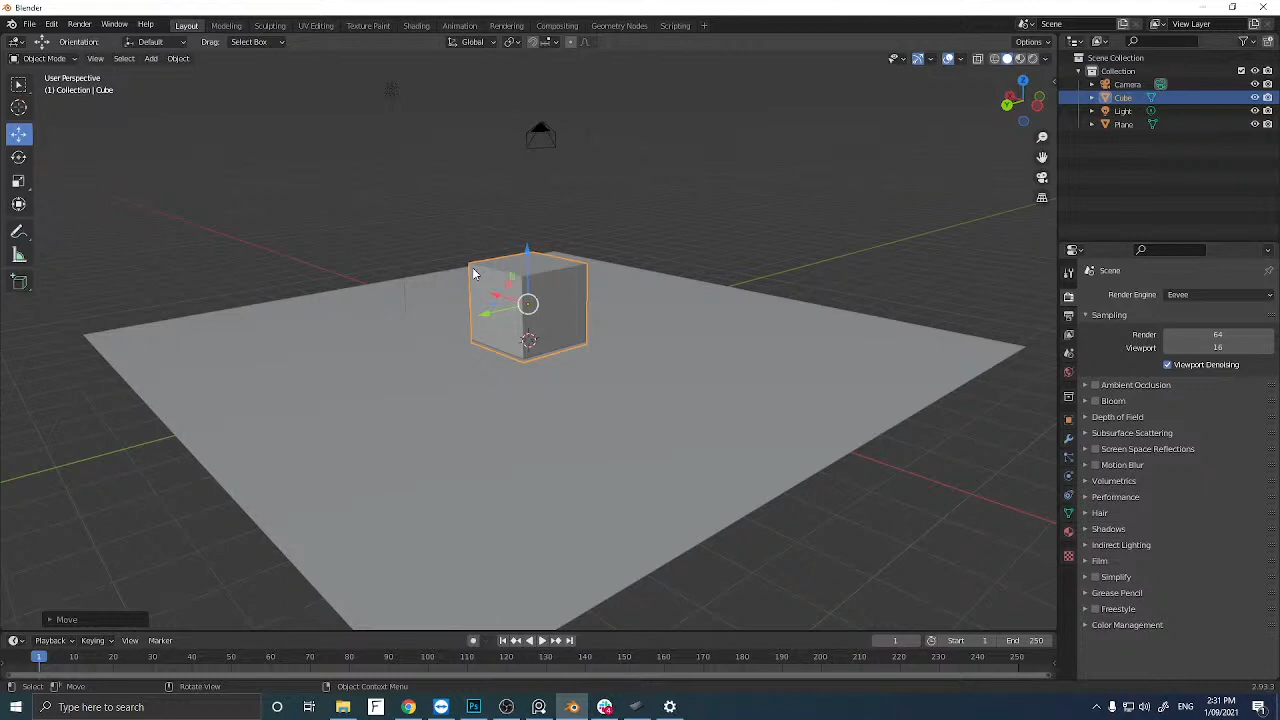 Blender
File Edit Render Window Help Layout Modeling Sculpting UV Editing Texture Paint Shading Animation Rendering Compositing Geometry Nodes Scripting + Scene View Layer
Orientation: Default Drag: Select Box Global Options
Object Mode View Select Add Object
User Perspective
(1) Collection | Cube
Z
Y
Scene Collection
Collection
Camera
Cube
Light
Plane
Scene
Render Engine Eevee
Sampling
Render 64
Viewport 16
Viewport Denoising
Ambient Occlusion
Bloom
Depth of Field
Subsurface Scattering
Screen Space Reflections
Motion Blur
Volumetrics
Performance
Hair
Shadows
Indirect Lighting
Film
Simplify
Grease Pencil
Freestyle
Color Management
Move
Playback Keying View Marker 1 Start 1 End 250
1 10 20 30 40 50 60 70 80 90 100 110 120 130 140 150 160 170 180 190 200 210 220 230 240 250
Select Move Rotate View Object Context Menu 2.93.3
Type here to search F Ps 4 2:31 PM
1/09/2021